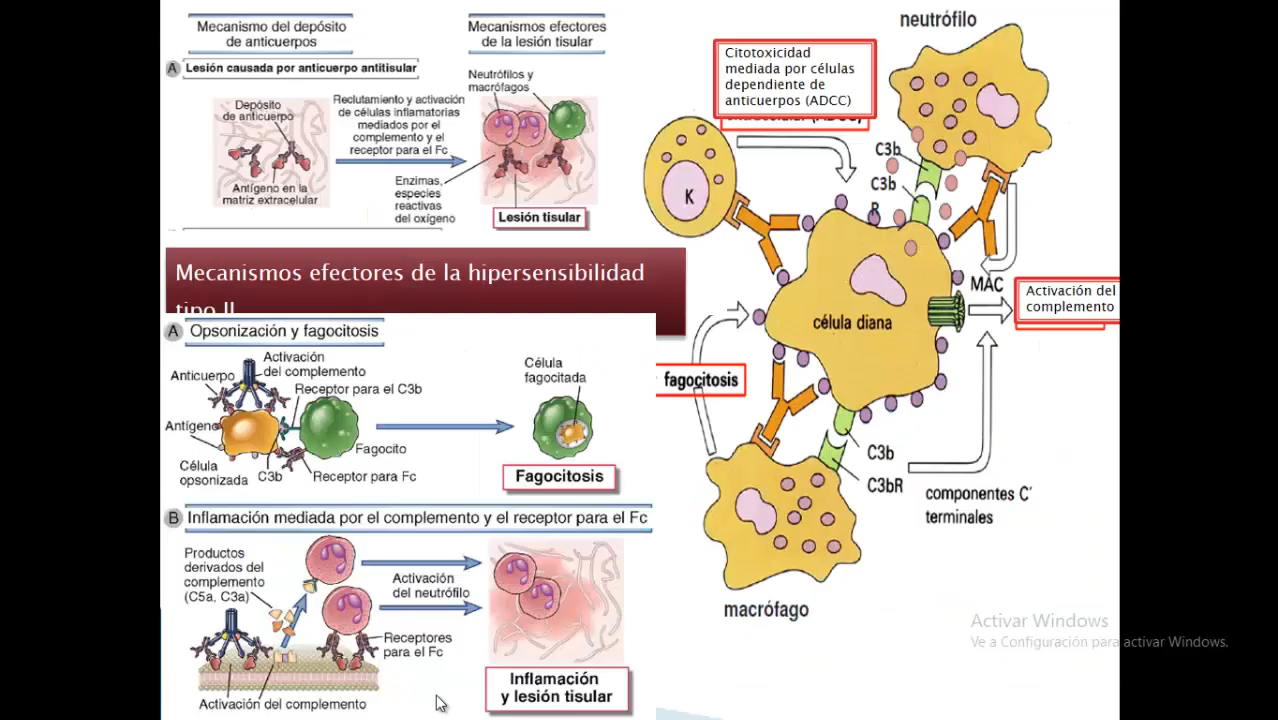 Mecanismo del depósito
de anticuerpos
Mecanismos efectores
de la lesión tisular
A
Lesión causada por anticuerpo antitisular
Depósito
de anticuerpo
Antígeno en la
matriz extracelular
Reclutamiento y activación
de células inflamatorias
mediados por el
complemento y el
receptor para el Fc
Neutrófilos y
macrófagos
Enzimas,
especies
reactivas
del oxígeno
Lesión tisular
Mecanismos efectores de la hipersensibilidad
tipo II
A
Opsonización y fagocitosis
Anticuerpo
Activación
del complemento
Receptor para el C3b
Antígeno
Célula
opsonizada
C3b
Fagocito
Receptor para Fc
Célula
fagocitada
Fagocitosis
B
Inflamación mediada por el complemento y el receptor para el Fc
Productos
derivados del
complemento
(C5a, C3a)
Activación
del neutrófilo
Receptores
para el Fc
Activación del complemento
Inflamación
y lesión tisular
neutrófilo
Citotoxicidad
mediada por células
dependiente de
anticuerpos (ADCC)
K
C3b
C3b
R
célula diana
MAC
Activación del
complemento
fagocitosis
C3b
C3bR
componentes C'
terminales
macrófago
Activar Windows
Ve a Configuración para activar Windows.